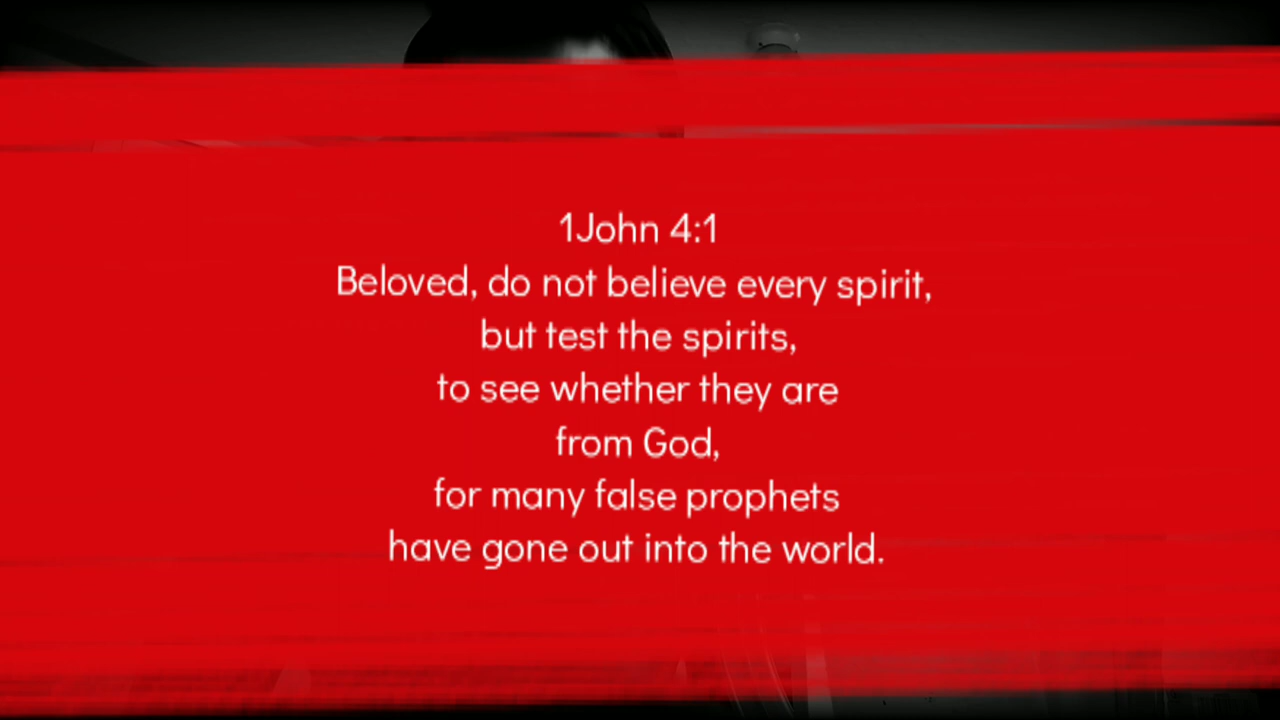 1John 4:1
Beloved, do not believe every spirit,
but test the spirits,
to see whether they are
from God,
for many false prophets
have gone out into the world.